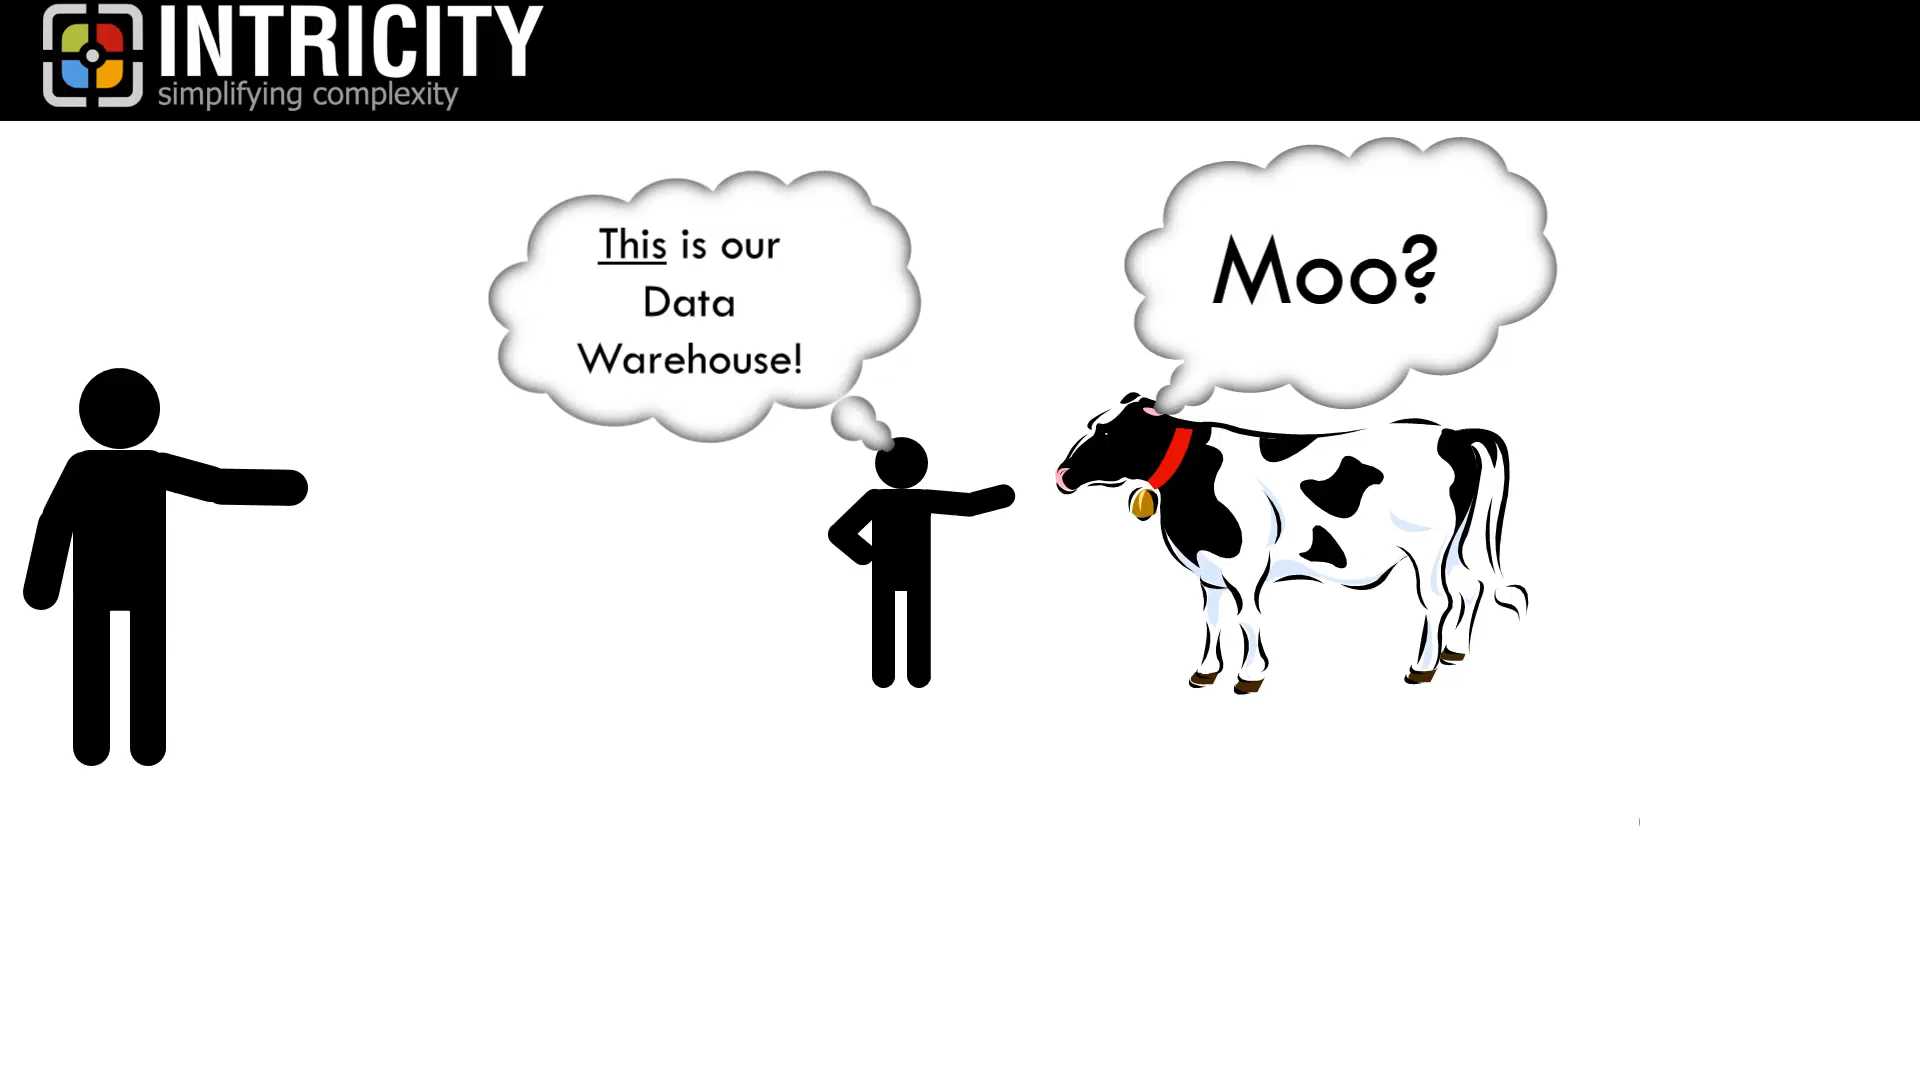 INTRICITY
simplifying complexity
This is our
Data
Warehouse!
Moo?